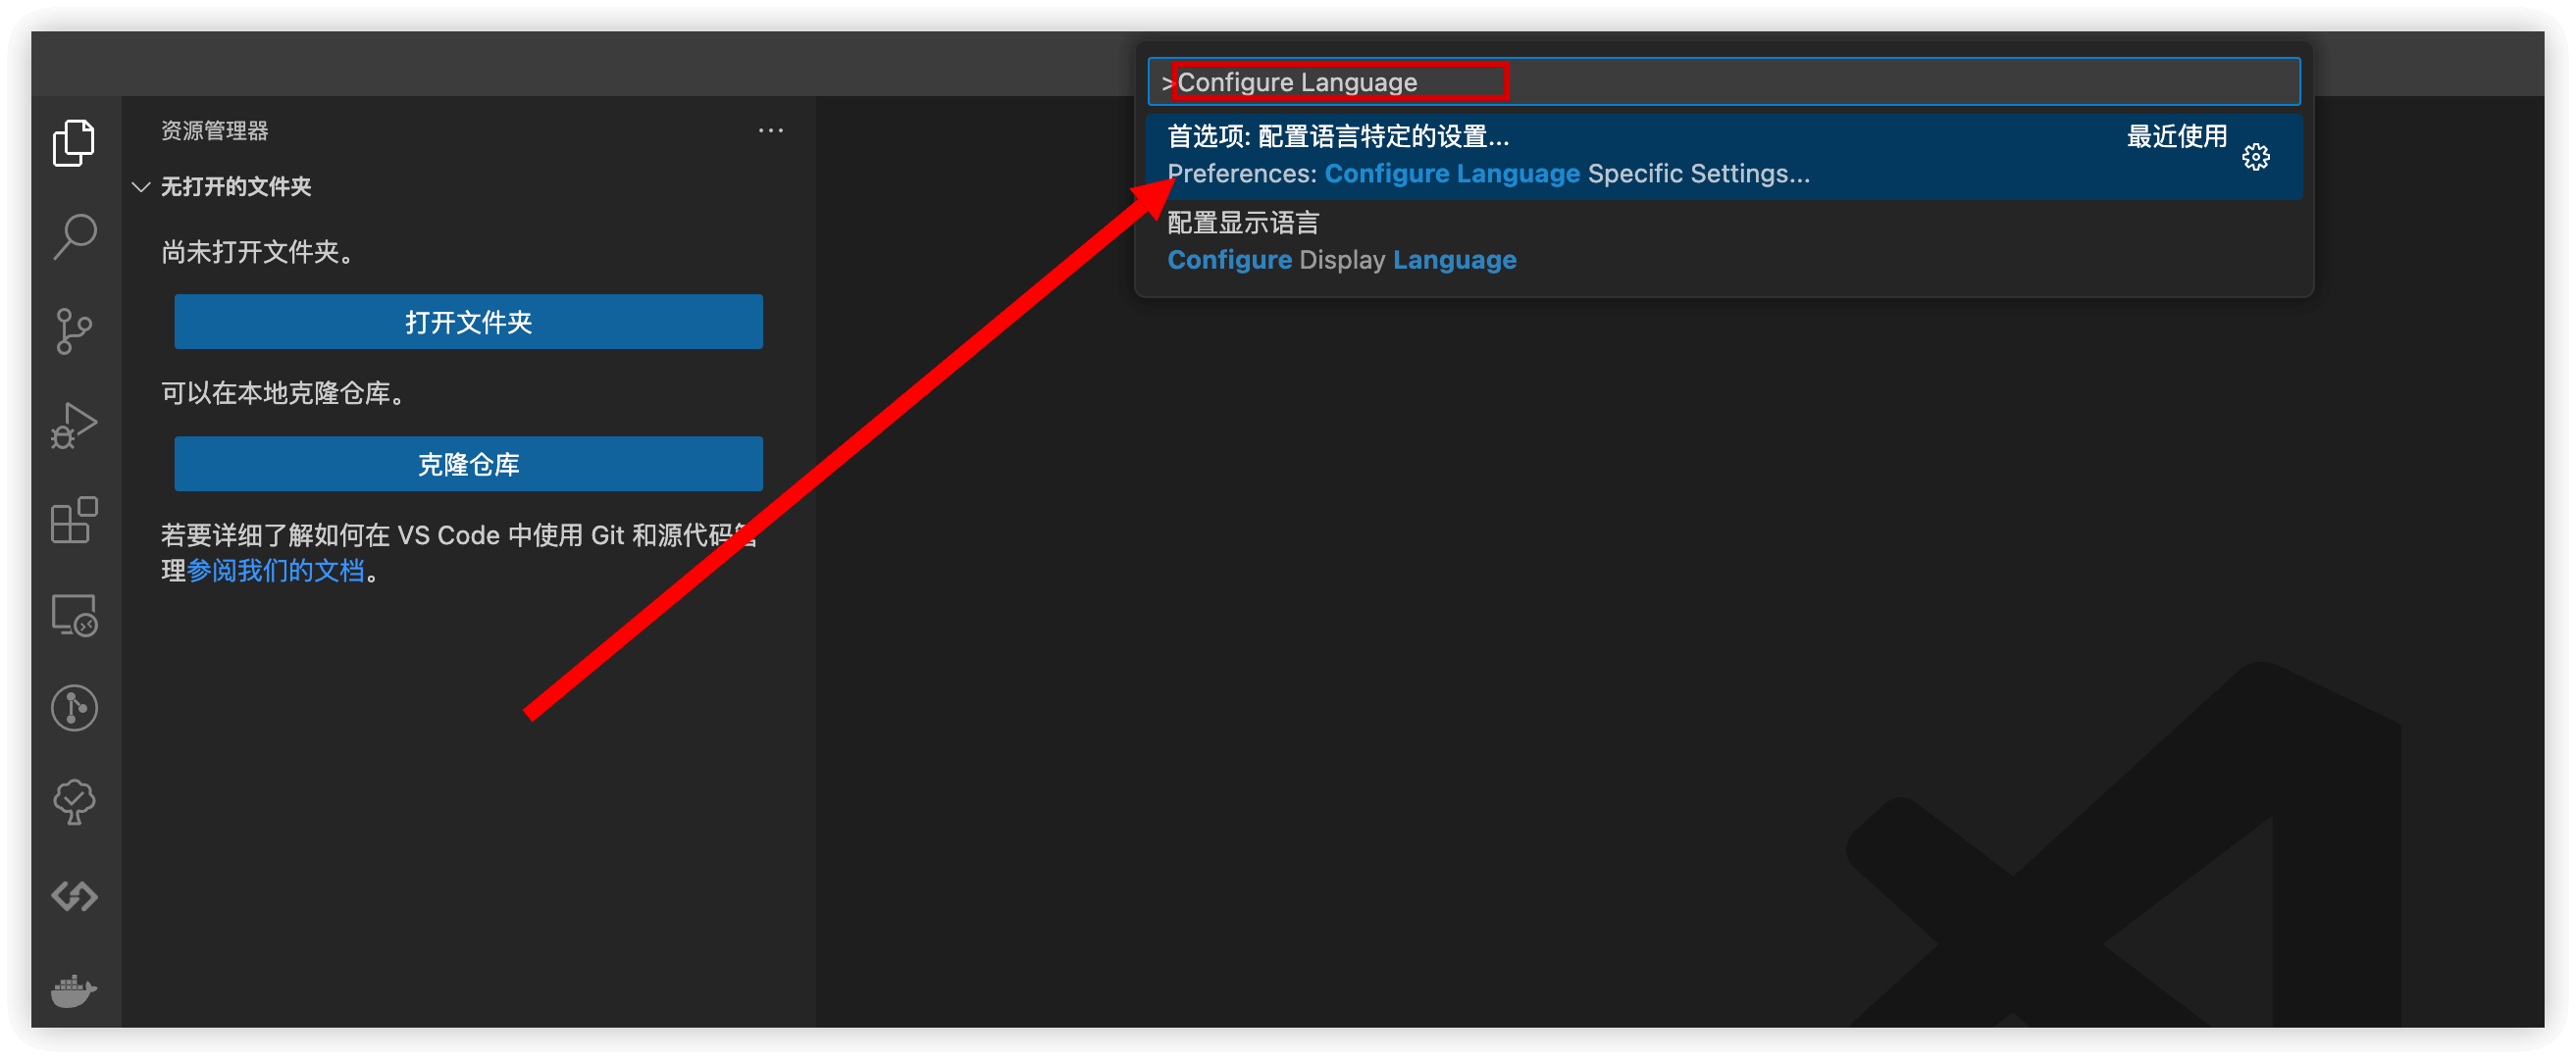 >Configure Language
首选项: 配置语言特定的设置...
最近使用
Preferences: Configure Language Specific Settings...
配置显示语言
Configure Display Language
资源管理器
无打开的文件夹
尚未打开文件夹。
打开文件夹
可以在本地克隆仓库。
克隆仓库
若要详细了解如何在 VS Code 中使用 Git 和源代码管
理参阅我们的文档。